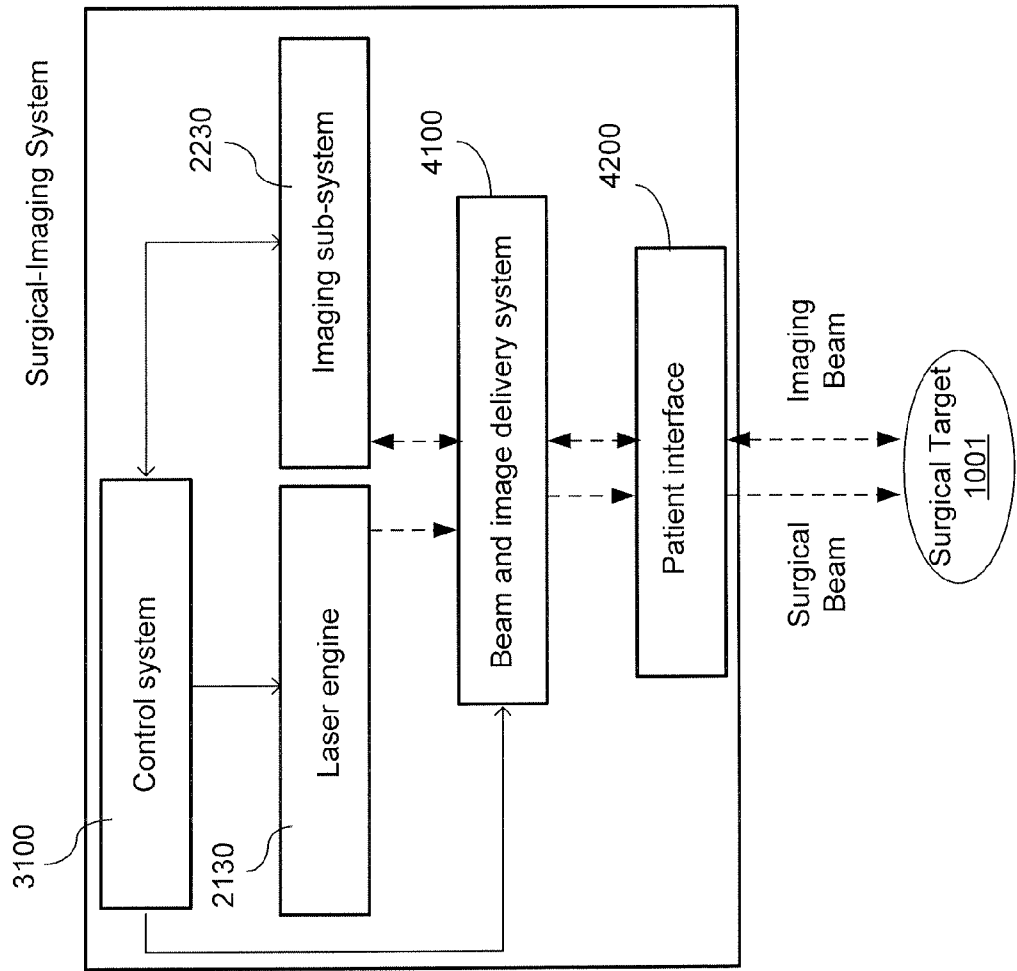 Surgical-Imaging System
3100
Control system
2130
Laser engine
2230
Imaging sub-system
4100
Beam and image delivery system
4200
Patient interface
Surgical
Beam
Imaging
Beam
Surgical Target
1001